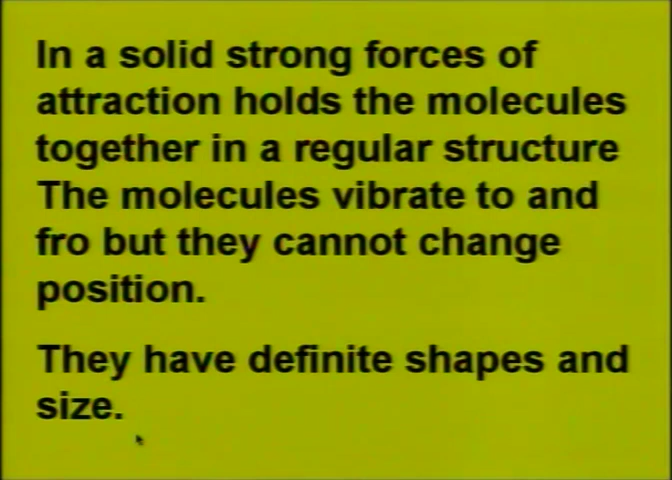 In a solid strong forces of
attraction holds the molecules
together in a regular structure
The molecules vibrate to and
fro but they cannot change
position.
They have definite shapes and
size.